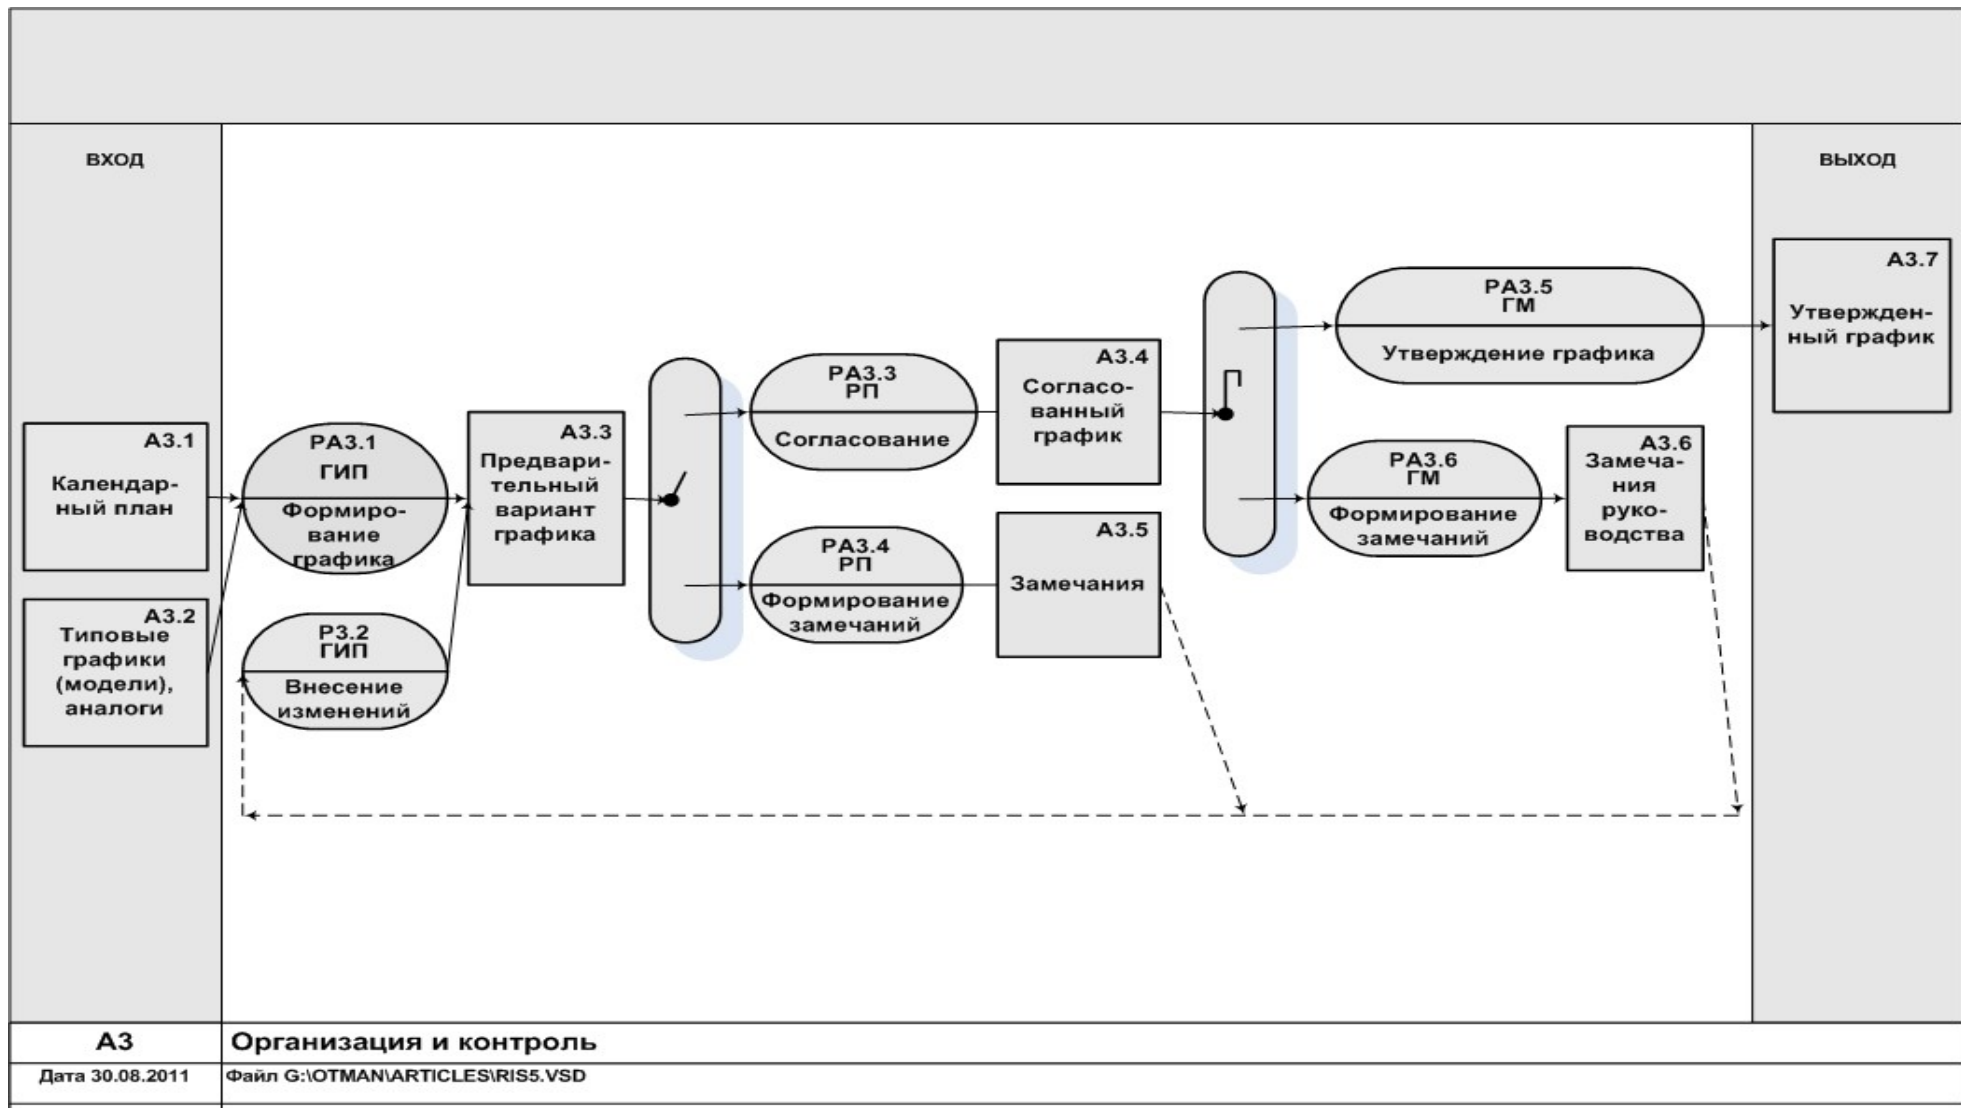 ВХОД
ВЫХОД
А3.1
Календар-
ный план
А3.2
Типовые
графики
(модели),
аналоги
РА3.1
ГИП
Формиро-
вание
графика
Р3.2
ГИП
Внесение
изменений
А3.3
Предвари-
тельный
вариант
графика
РА3.3
РП
Согласование
РА3.4
РП
Формирование
замечаний
А3.4
Согласо-
ванный
график
А3.5
Замечания
РА3.5
ГМ
Утверждение графика
РА3.6
ГМ
Формирование
замечаний
А3.6
Замеча-
ния
руко-
водства
А3.7
Утвержден-
ный график
А3
Организация и контроль
Дата 30.08.2011
Файл G:\OTMAN\ARTICLES\RIS5.VSD